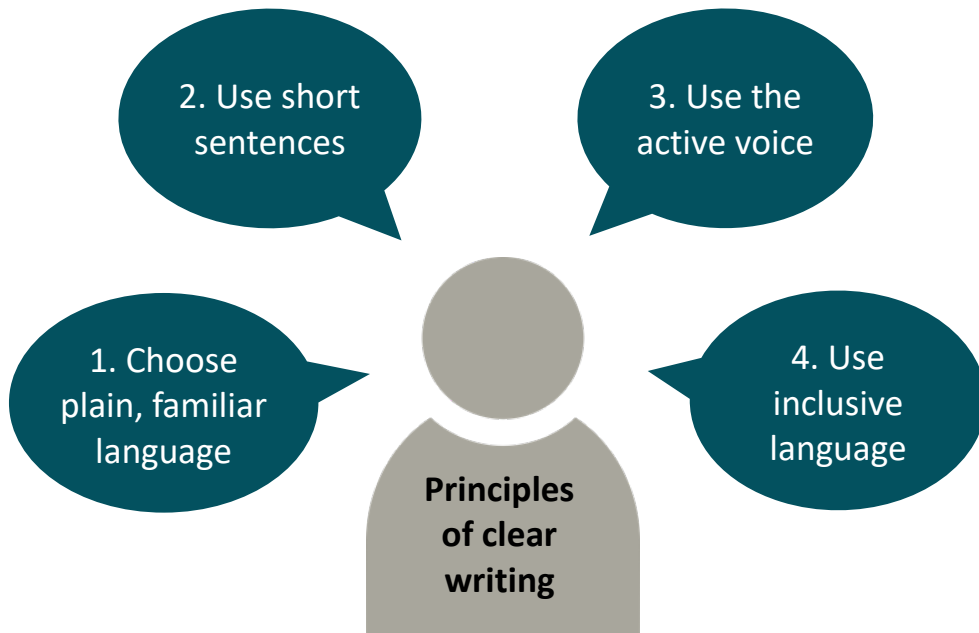 1. Choose
plain, familiar
language
2. Use short
sentences
3. Use the
active voice
4. Use
inclusive
language
Principles
of clear
writing